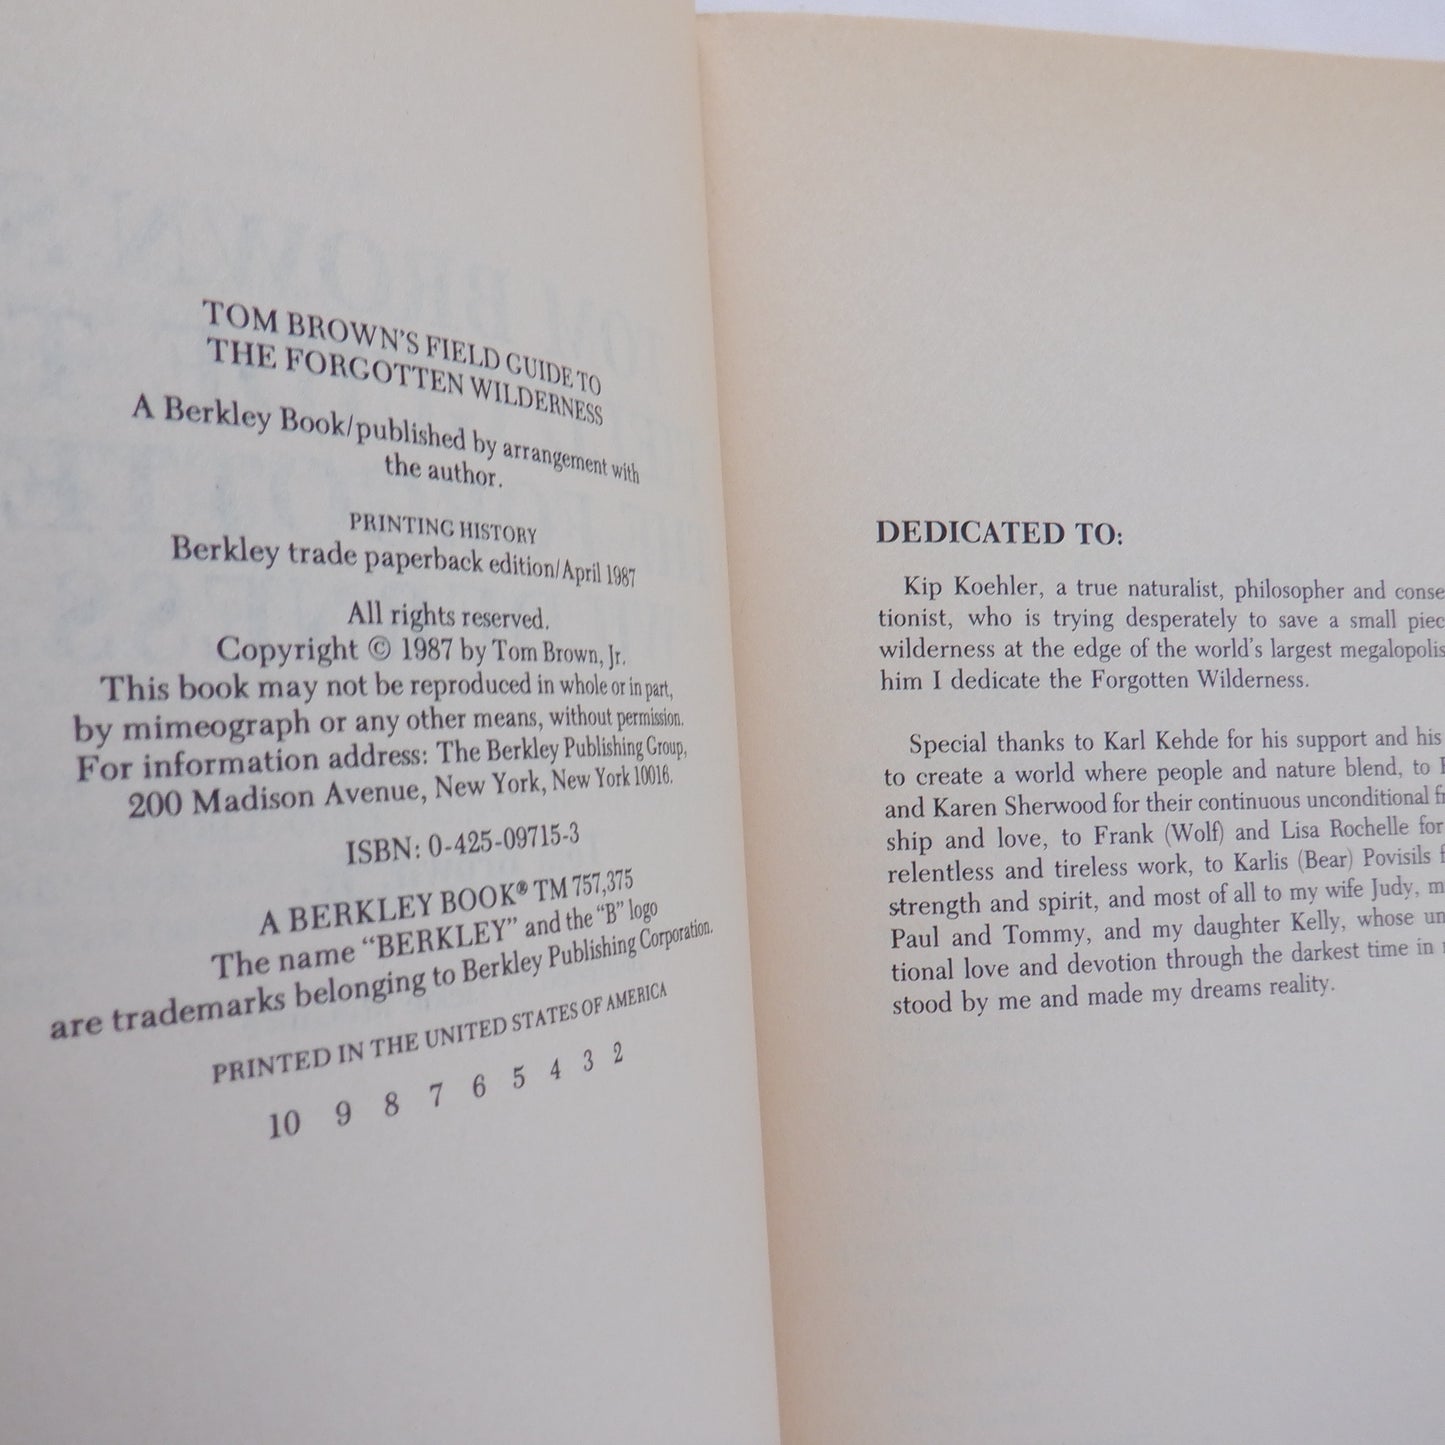 TOM BROWN'S FIELD GUIDE TO
THE FORGOTTEN WILDERNESS
A Berkley Book/published by arrangement with
the author.
PRINTING HISTORY
Berkley trade paperback edition/April 1987
All rights reserved.
Copyright © 1987 by Tom Brown, Jr.
This book may not be reproduced in whole or in part,
by mimeograph or any other means, without permission.
For information address: The Berkley Publishing Group,
200 Madison Avenue, New York, New York 10016.
ISBN: 0-425-09715-3
A BERKLEY BOOK® TM 757,375
The name "BERKLEY" and the "B" logo
are trademarks belonging to Berkley Publishing Corporation.
PRINTED IN THE UNITED STATES OF AMERICA
10 9 8 7 6 5 4 3 2
DEDICATED TO:
Kip Koehler, a true naturalist, philosopher and conse
tionist, who is trying desperately to save a small piec
wilderness at the edge of the world's largest megalopolis
him I dedicate the Forgotten Wilderness.
Special thanks to Karl Kehde for his support and his
to create a world where people and nature blend, to
and Karen Sherwood for their continuous unconditional fr
ship and love, to Frank (Wolf) and Lisa Rochelle for
relentless and tireless work, to Karlis (Bear) Povisils f
strength and spirit, and most of all to my wife Judy, m
Paul and Tommy, and my daughter Kelly, whose un
tional love and devotion through the darkest time in
stood by me and made my dreams reality.